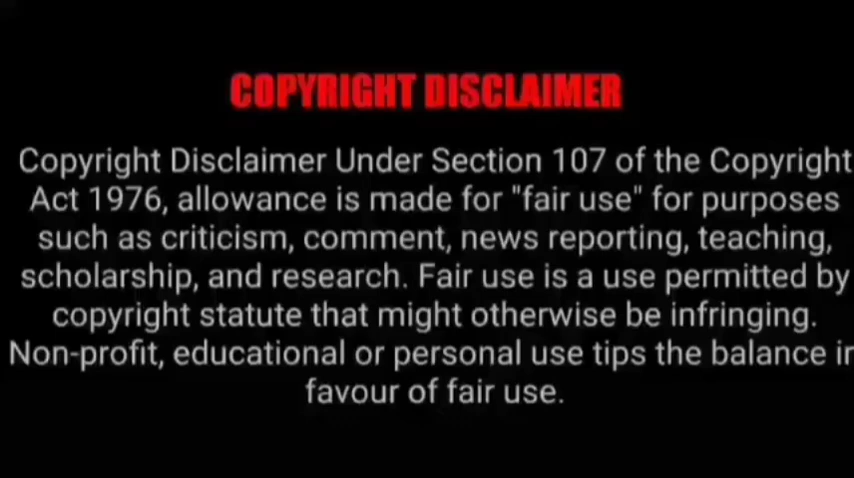 COPYRIGHT DISCLAIMER
Copyright Disclaimer Under Section 107 of the Copyright
Act 1976, allowance is made for "fair use" for purposes
such as criticism, comment, news reporting, teaching,
scholarship, and research. Fair use is a use permitted by
copyright statute that might otherwise be infringing.
Non-profit, educational or personal use tips the balance in
favour of fair use.